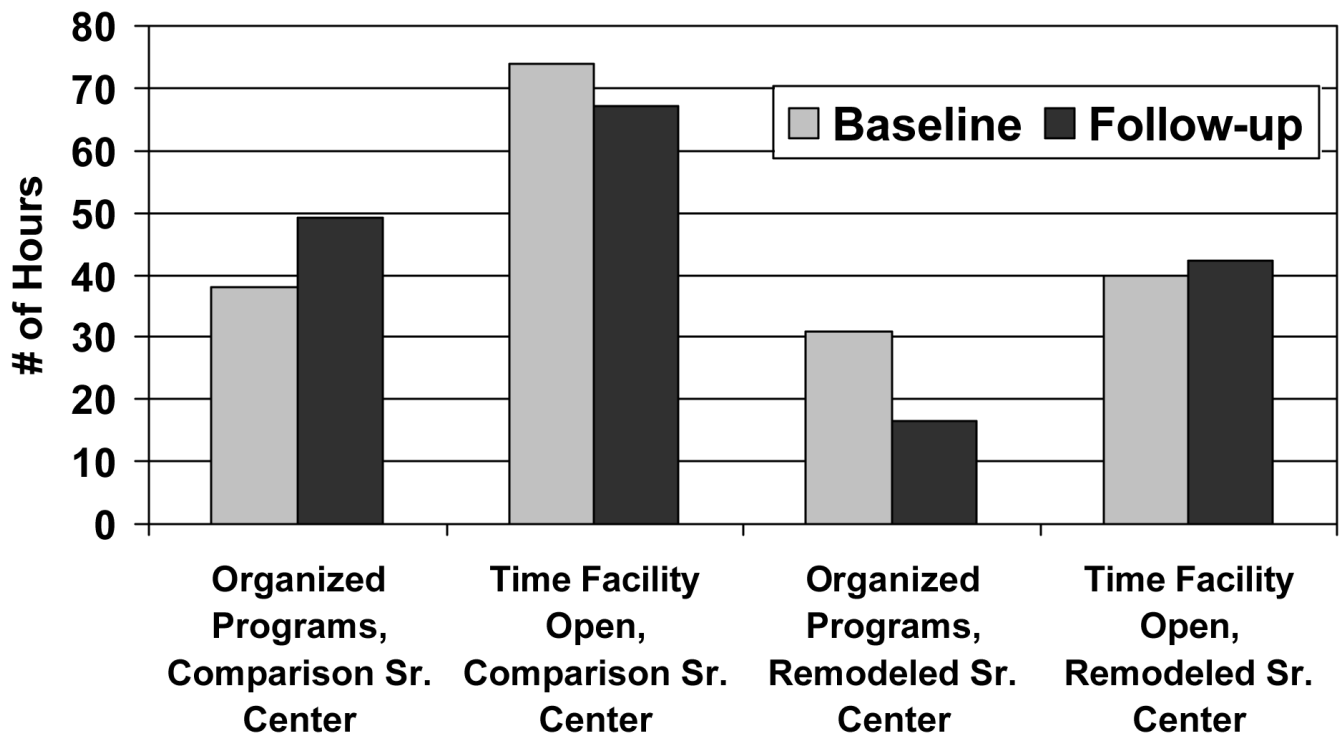 80
70
60
50
40
30
20
10
0
# of Hours
Baseline Follow-up
Organized
Programs,
Comparison Sr.
Center
Time Facility
Open,
Comparison Sr.
Center
Organized
Programs,
Remodeled Sr.
Center
Time Facility
Open,
Remodeled Sr.
Center